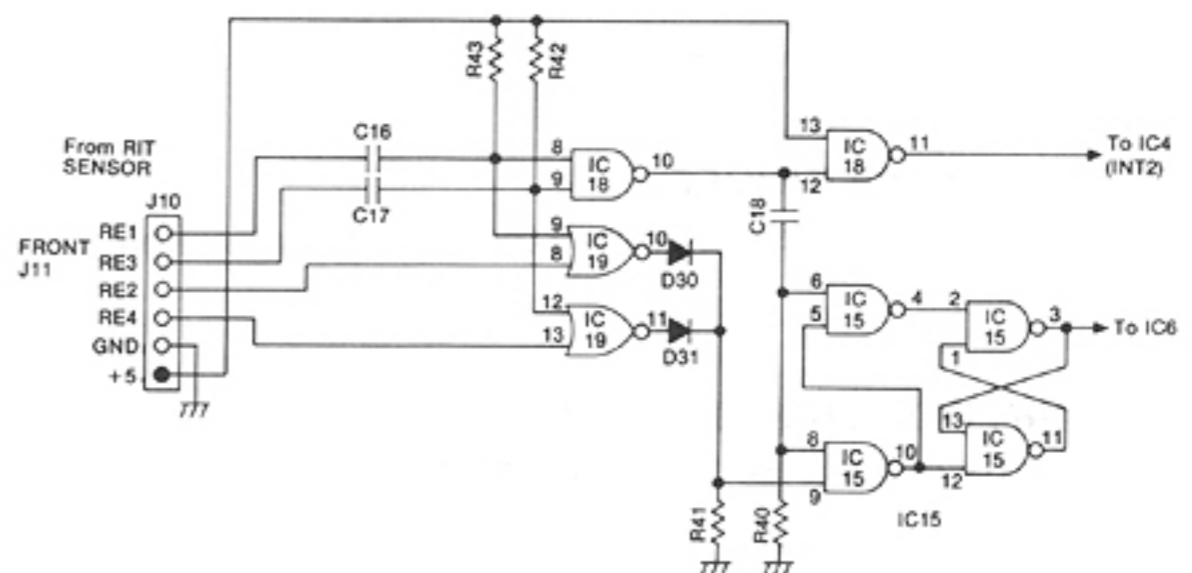 R43
R42
From RIT
SENSOR
C16
C17
J10
FRONT
J11
RE1
RE3
RE2
RE4
GND
+5
8
9
IC
18
10
13
12
IC
18
11
To IC4
(INT2)
9
8
IC
19
10
D30
12
13
IC
19
11
D31
C18
6
5
IC
15
4
2
1
IC
15
3
To IC6
8
9
IC
15
10
13
12
IC
15
11
R41
R40
IC15